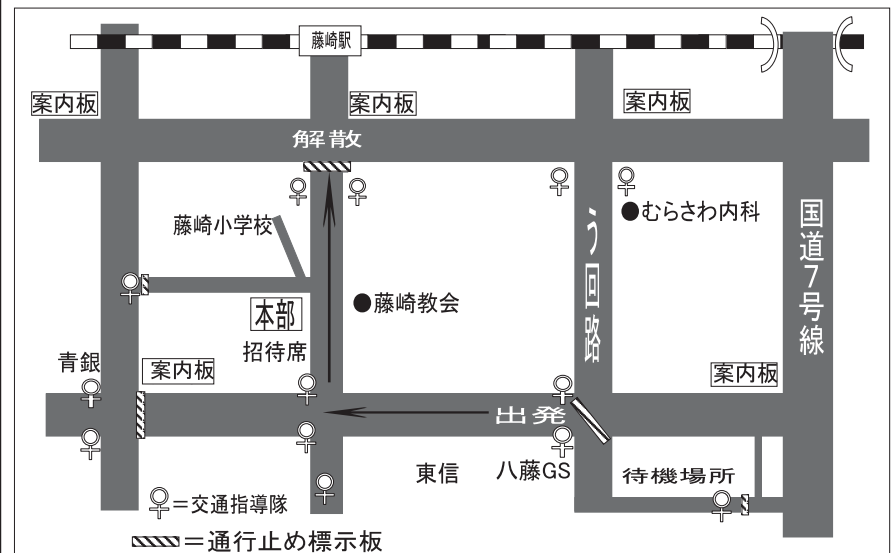 藤崎駅
案内板
案内板
案内板
解散
藤崎小学校
●むらさわ内科
う回路
国道7号線
●藤崎教会
本部
招待席
青銀
案内板
案内板
出発
東信
八藤GS
待機場所
=交通指導隊
=通行止め標示板